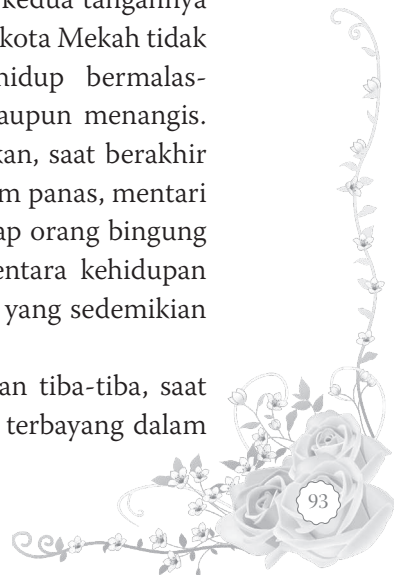 kedua tangannya
kota Mekah tidak
hidup bermalas-
aupun menangis.
kan, saat berakhir
m panas, mentari
ap orang bingung
entara kehidupan
yang sedemikian
an tiba-tiba, saat
terbayang dalam
93